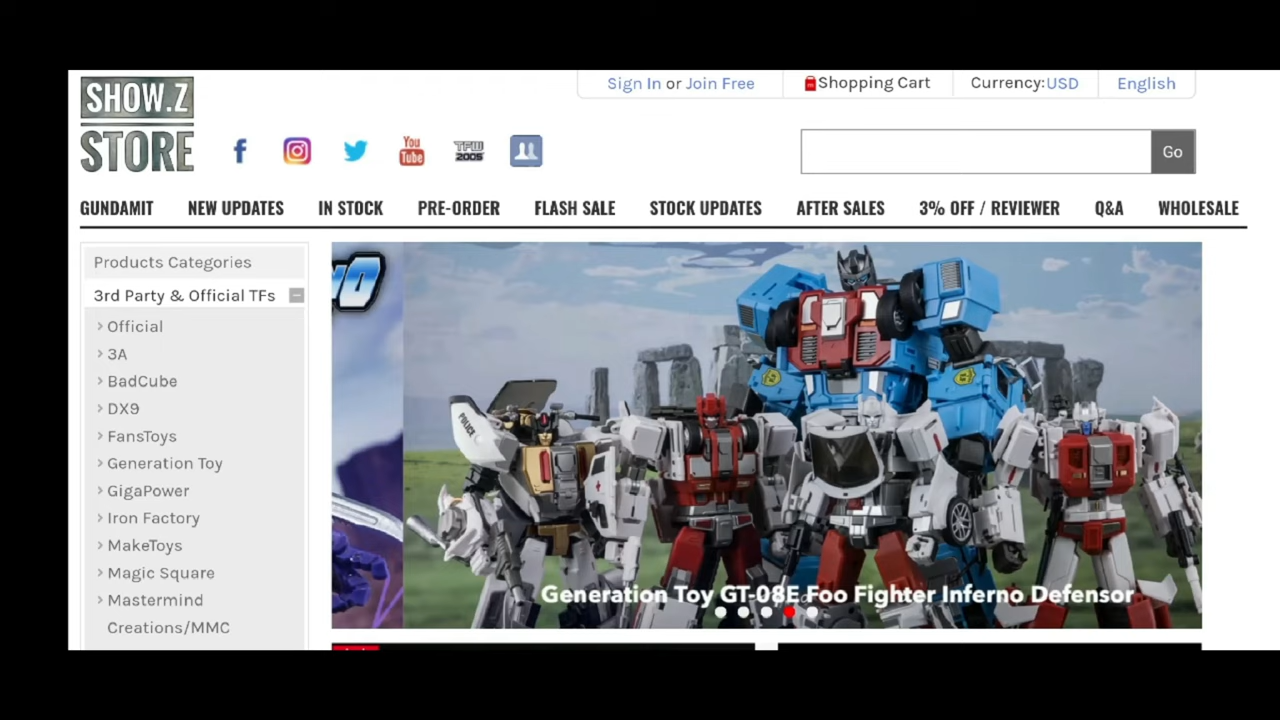 SHOW.Z
STORE
Sign In or Join Free
Shopping Cart
Currency:USD
English
You
Tube
TFW
2005
Go
GUNDAMIT
NEW UPDATES
IN STOCK
PRE-ORDER
FLASH SALE
STOCK UPDATES
AFTER SALES
3% OFF / REVIEWER
Q&A
WHOLESALE
Products Categories
3rd Party & Official TFs
Official
3A
BadCube
DX9
FansToys
Generation Toy
GigaPower
Iron Factory
MakeToys
Magic Square
Mastermind
Creations/MMC
POLICE
Generation Toy GT-08E Foo Fighter Inferno Defensor